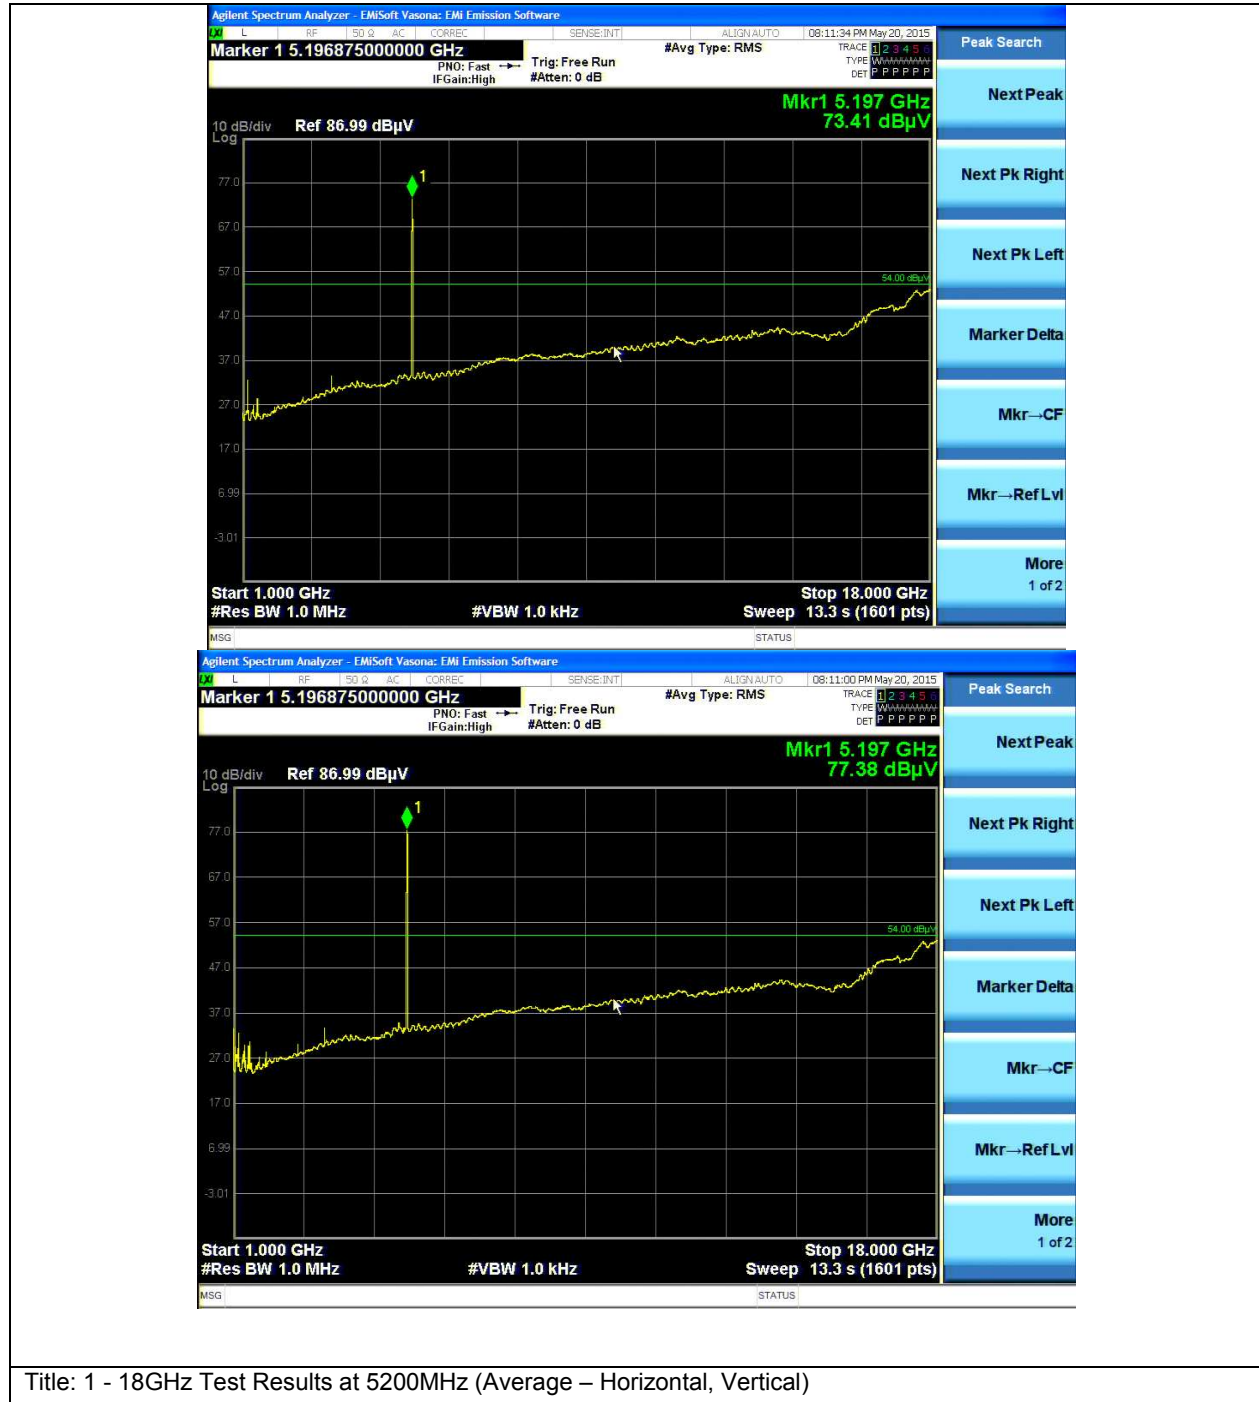 Agilent Spectrum Analyzer - EMiSoft Vasona: EMi Emission Software
LXI L RF 50 Ω AC CORREC SENSE:INT ALIGN AUTO 08:11:34 PM May 20, 2015
Marker 1 5.196875000000 GHz #Avg Type: RMS TRACE 1 2 3 4 5 6 Peak Search
PNO: Fast Trig: Free Run TYPE
IFGain:High #Atten: 0 dB DET P P P P P P
Next Peak
Mkr1 5.197 GHz
10 dB/div Ref 86.99 dBµV 73.41 dBµV
Log
Next Pk Right
1
77.0
67.0
Next Pk Left
57.0
54.00 dBµV
47.0
Marker Delta
37.0
27.0
Mkr→CF
17.0
6.99
Mkr→Ref Lvl
-3.01
More
1 of 2
Start 1.000 GHz Stop 18.000 GHz
#Res BW 1.0 MHz #VBW 1.0 kHz Sweep 13.3 s (1601 pts)
MSG STATUS
Agilent Spectrum Analyzer - EMiSoft Vasona: EMi Emission Software
LXI L RF 50 Ω AC CORREC SENSE:INT ALIGN AUTO 08:11:00 PM May 20, 2015
Marker 1 5.196875000000 GHz #Avg Type: RMS TRACE 1 2 3 4 5 6 Peak Search
PNO: Fast Trig: Free Run TYPE
IFGain:High #Atten: 0 dB DET P P P P P P
Next Peak
Mkr1 5.197 GHz
10 dB/div Ref 86.99 dBµV 77.38 dBµV
Log
1
Next Pk Right
77.0
67.0
Next Pk Left
57.0
54.00 dBµV
47.0
Marker Delta
37.0
27.0
Mkr→CF
17.0
6.99
Mkr→Ref Lvl
-3.01
More
1 of 2
Start 1.000 GHz Stop 18.000 GHz
#Res BW 1.0 MHz #VBW 1.0 kHz Sweep 13.3 s (1601 pts)
MSG STATUS
Title: 1 - 18GHz Test Results at 5200MHz (Average – Horizontal, Vertical)